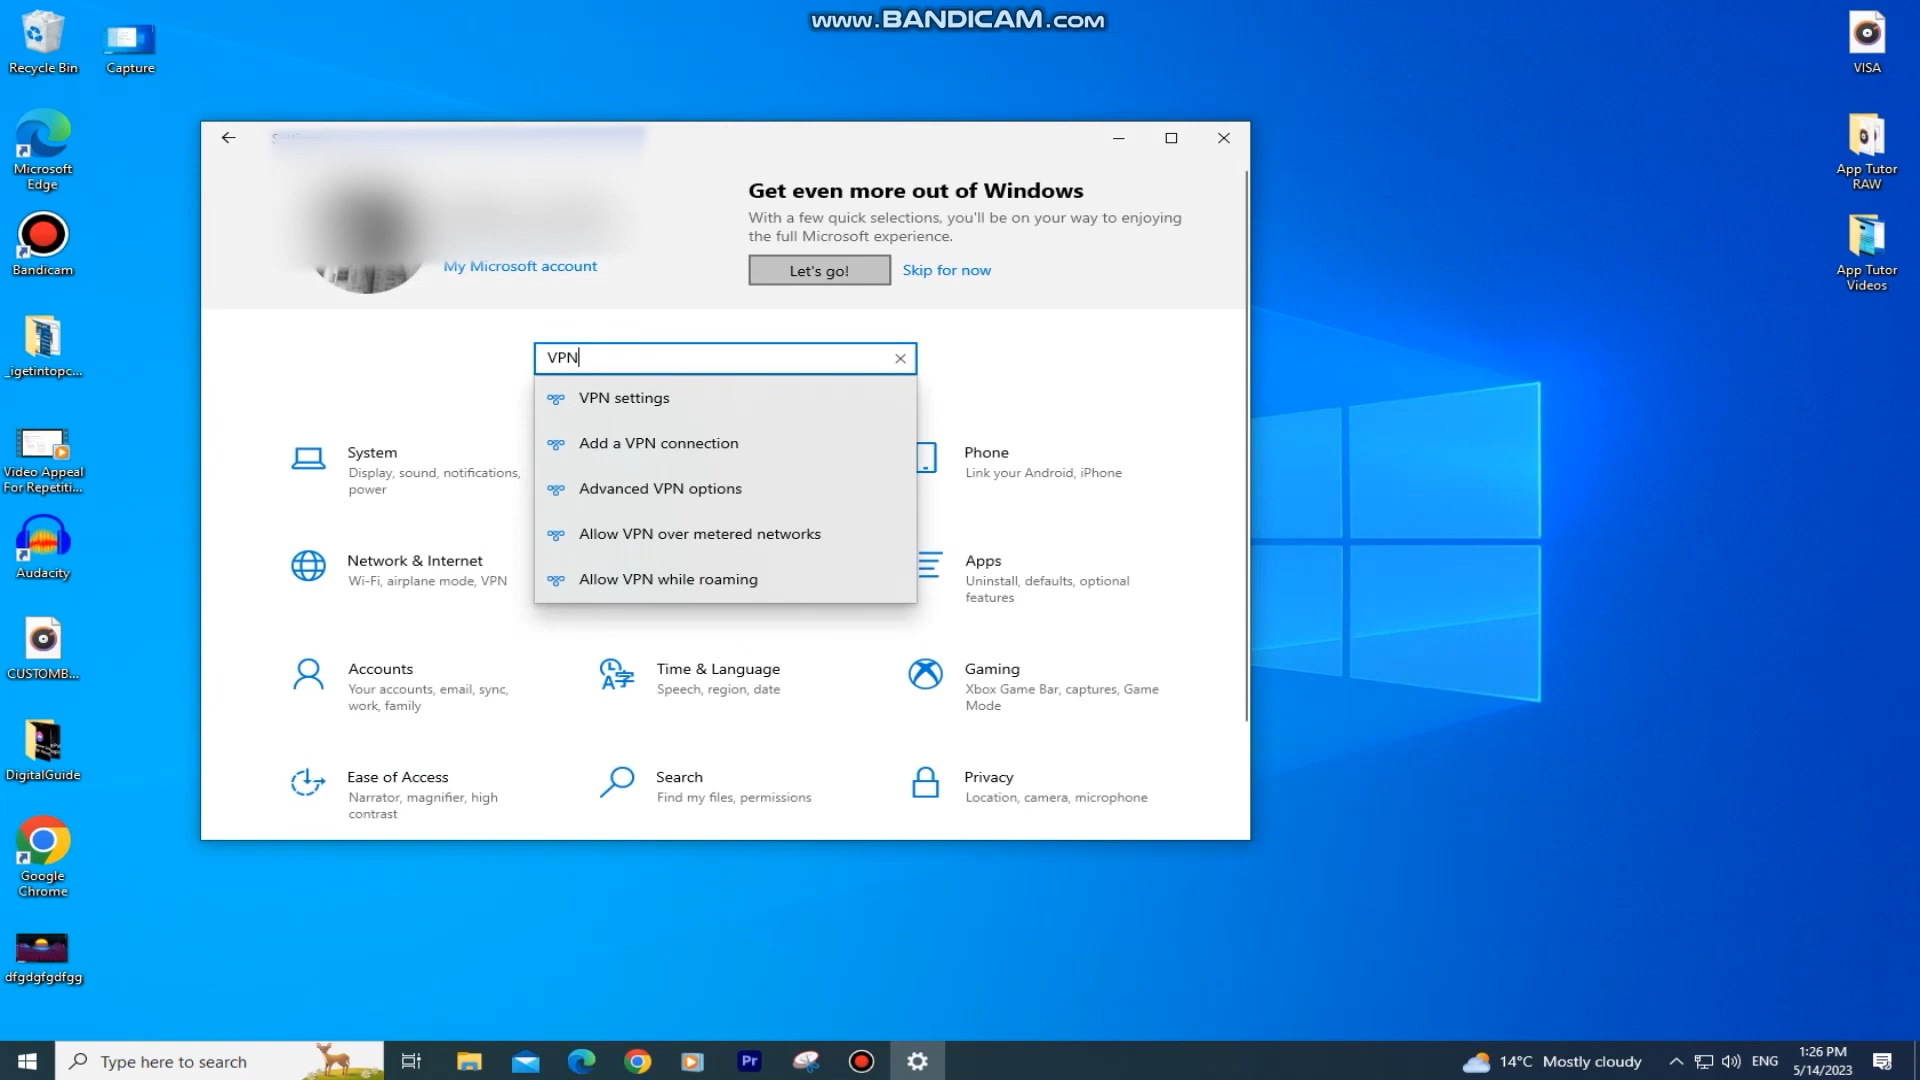 www.BANDICAM.com
Recycle Bin
Capture
Microsoft
Edge
Bandicam
_igetintopc...
Video Appeal
For Repetiti...
Audacity
CUSTOMB...
DigitalGuide
Google
Chrome
dfgdgfgdfgg
VISA
App Tutor
RAW
App Tutor
Videos
My Microsoft account
Get even more out of Windows
With a few quick selections, you'll be on your way to enjoying
the full Microsoft experience.
Let's go!
Skip for now
VPN
VPN settings
Add a VPN connection
Advanced VPN options
Allow VPN over metered networks
Allow VPN while roaming
System
Display, sound, notifications,
power
Phone
Link your Android, iPhone
Network & Internet
Wi-Fi, airplane mode, VPN
Apps
Uninstall, defaults, optional
features
Accounts
Your accounts, email, sync,
work, family
Time & Language
Speech, region, date
Gaming
Xbox Game Bar, captures, Game
Mode
Ease of Access
Narrator, magnifier, high
contrast
Search
Find my files, permissions
Privacy
Location, camera, microphone
Type here to search
Pr
14°C Mostly cloudy
ENG
1:26 PM
5/14/2023